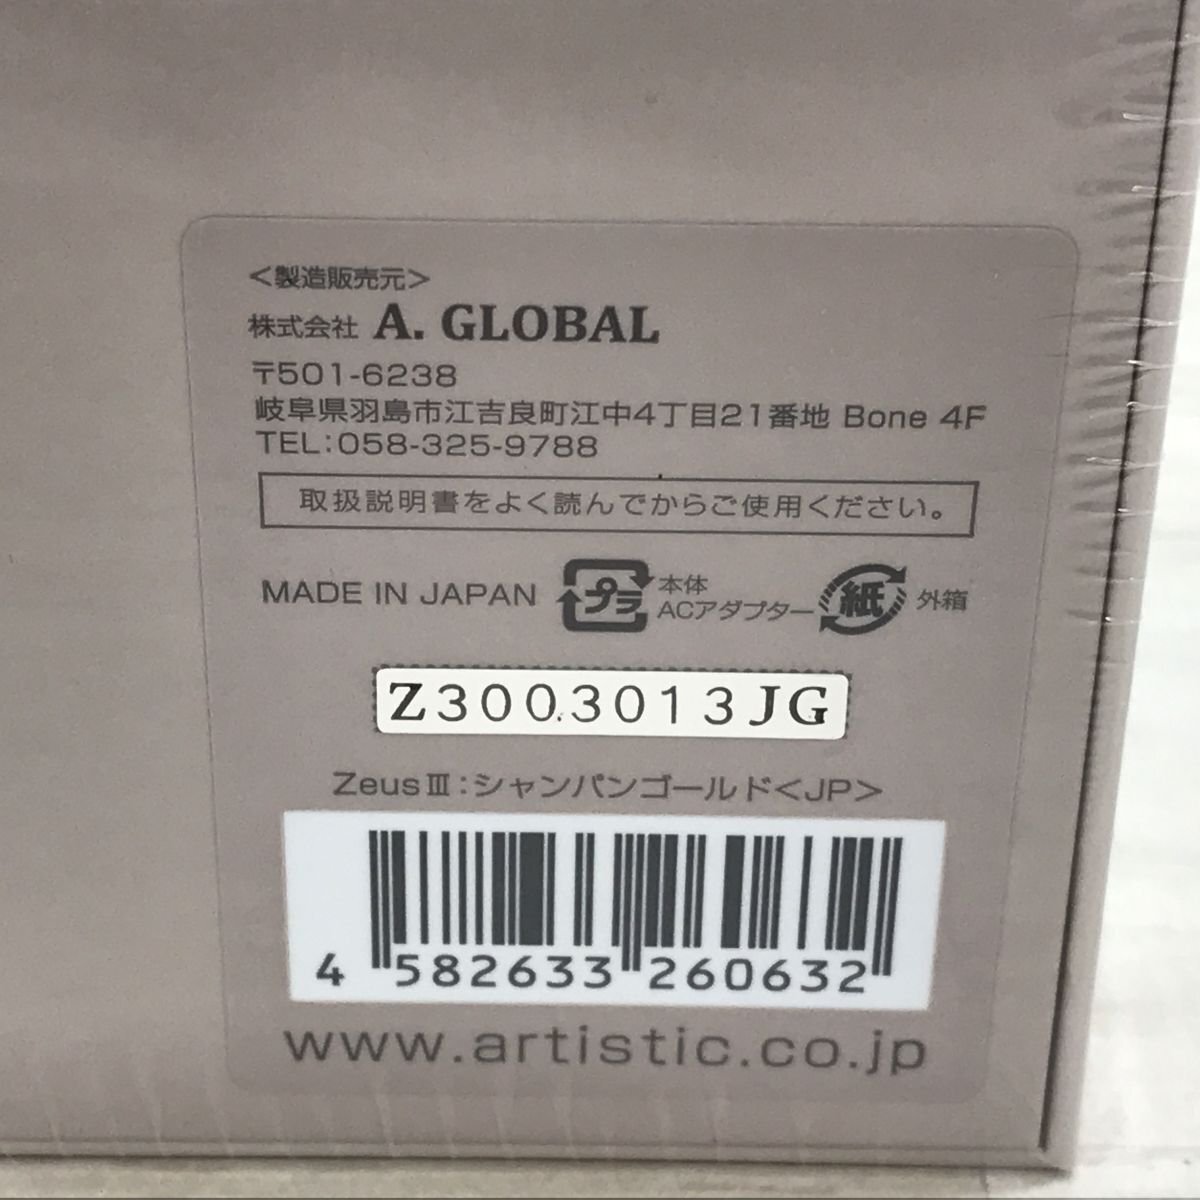 <製造販売元>
株式会社 A. GLOBAL
〒501-6238
岐阜県羽島市江吉良町江中4丁目21番地 Bone 4F
TEL:058-325-9788
取扱説明書をよく読んでからご使用ください。
MADE IN JAPAN プラ 本体 ACアダプター 紙 外箱
Z3003013JG
ZeusⅢ:シャンパンゴールド<JP>
4 582633 260632
www.artistic.co.jp